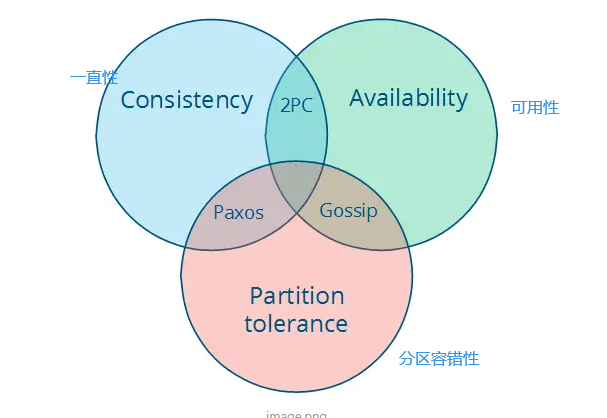 一直性
Consistency
2PC
Availability
可用性
Paxos
Gossip
Partition
tolerance
分区容错性
image.png